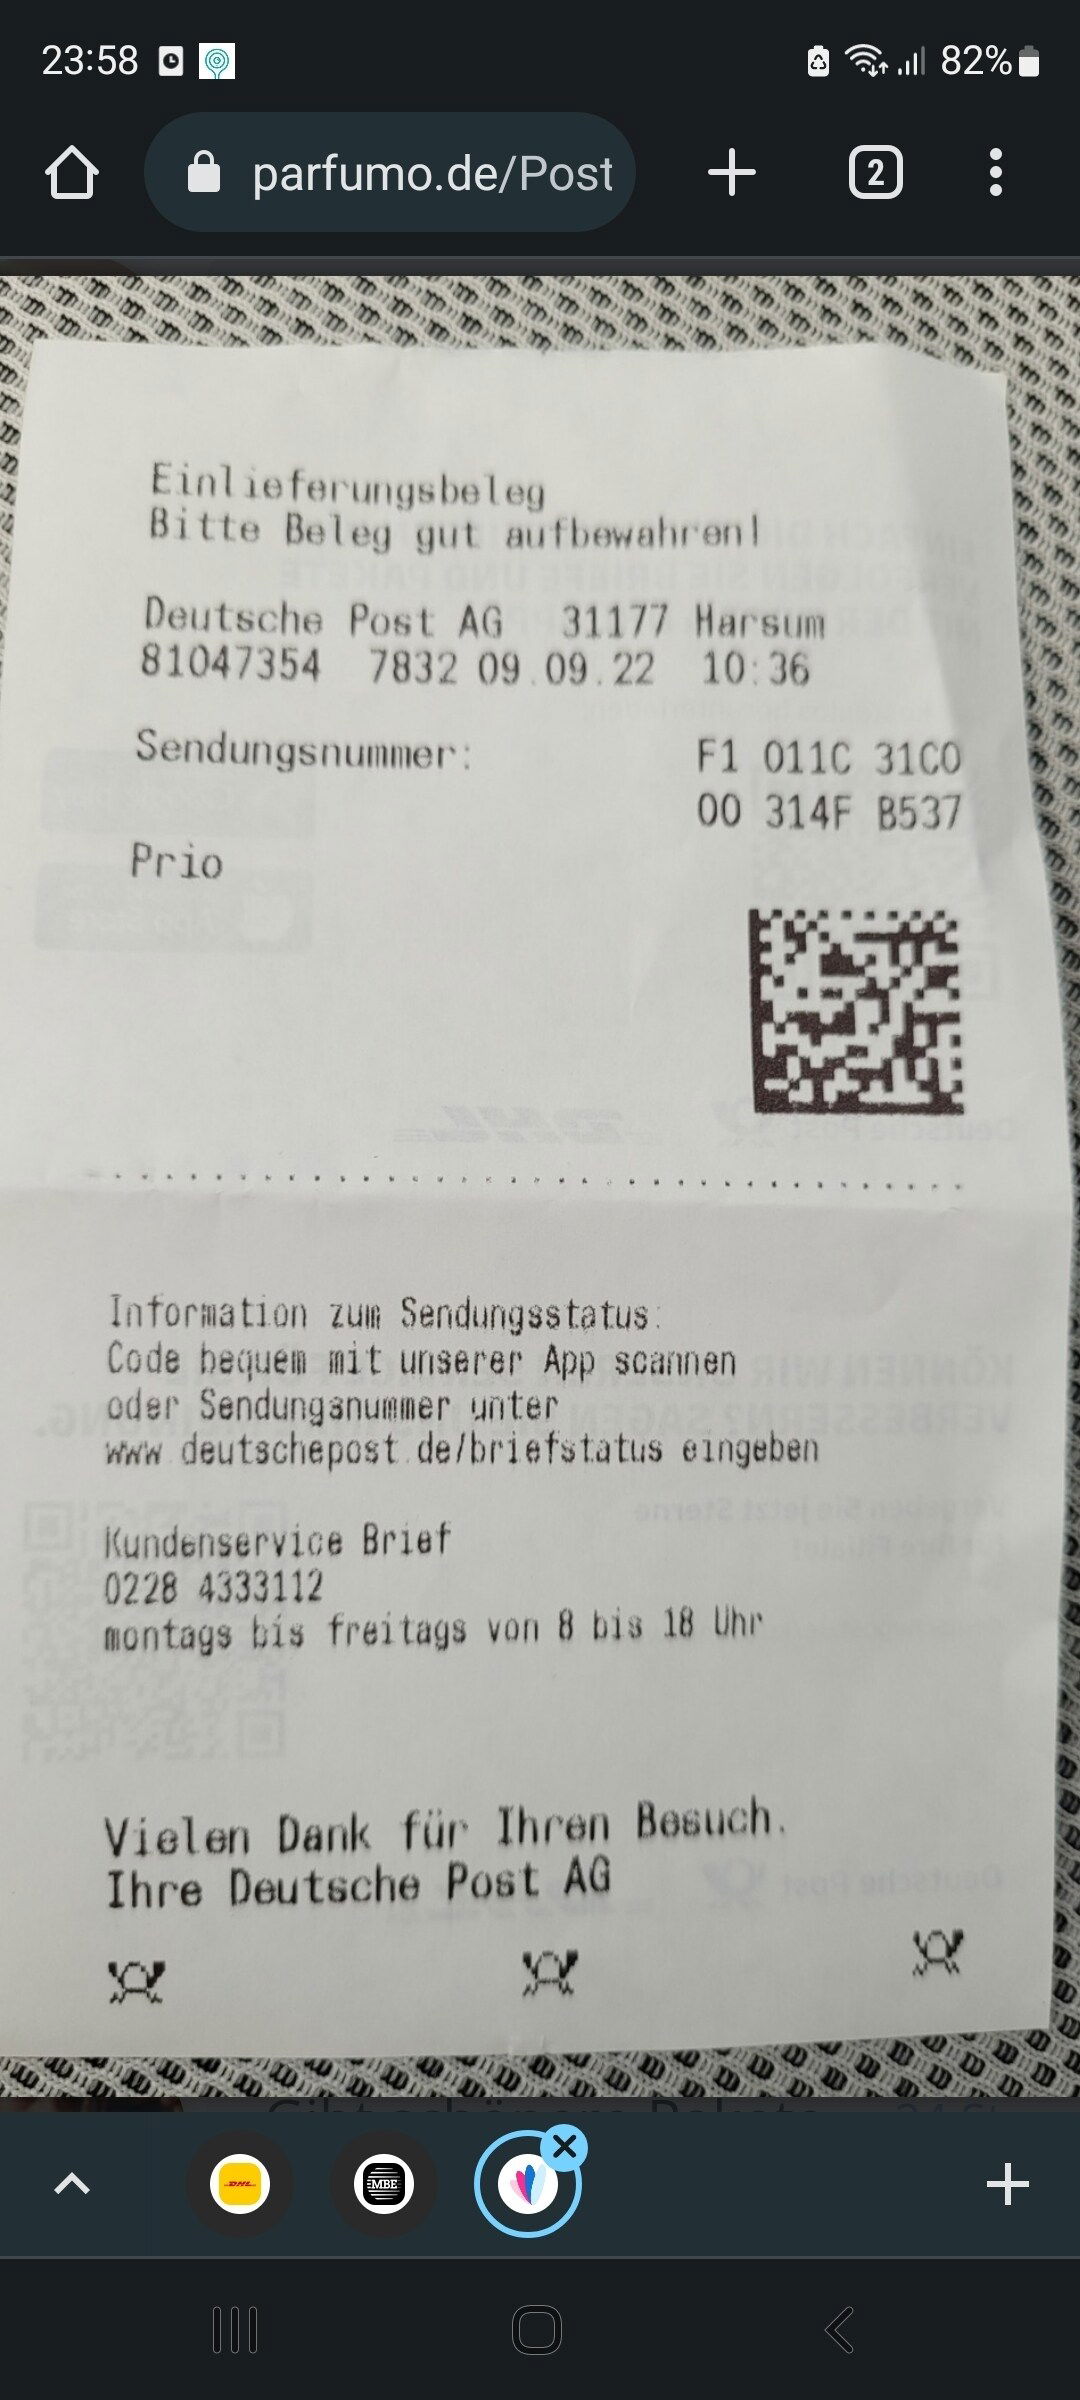 23:58 82%
parfumo.de/Post 2
Einlieferungsbeleg
Bitte Beleg gut aufbewahren!
Deutsche Post AG 31177 Harsum
81047354 7832 09.09.22 10:36
Sendungsnummer: F1 011C 31C0
00 314F B537
Prio
Information zum Sendungsstatus:
Code bequem mit unserer App scannen
oder Sendungsnummer unter
www.deutschepost.de/briefstatus eingeben
Kundenservice Brief
0228 4333112
montags bis freitags von 8 bis 18 Uhr
Vielen Dank für Ihren Besuch.
Ihre Deutsche Post AG
DHL MBE